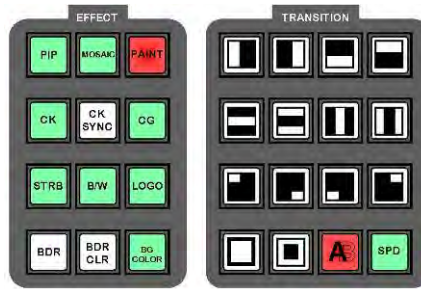 EFFECT
TRANSITION
PIP
MOSAIC
PAINT
CK
CK
SYNC
CG
STRB
B/W
LOGO
BDR
BDR
CLR
BG
COLOR
AB
SPD